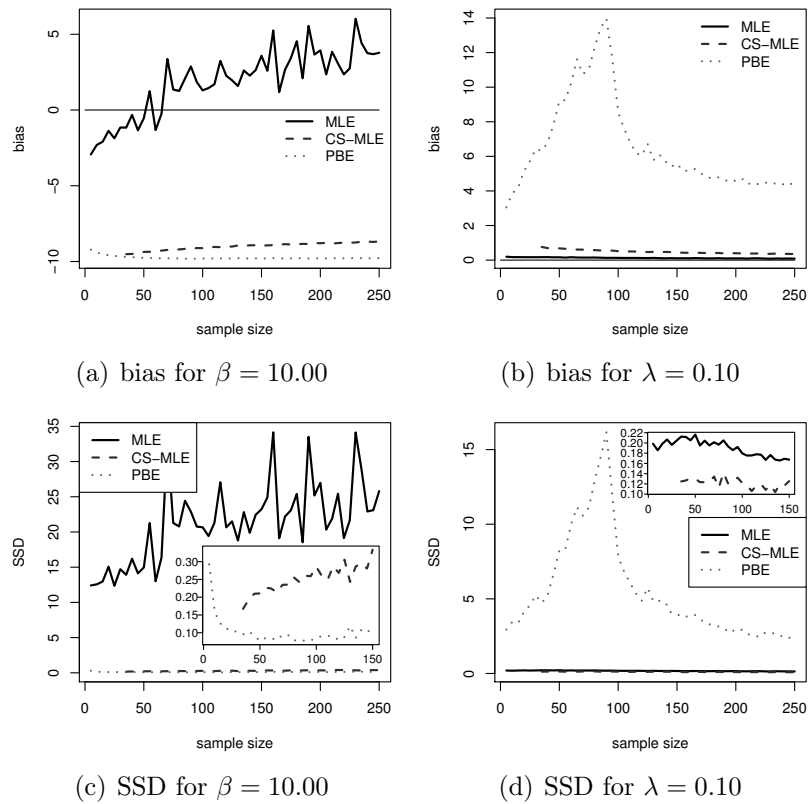 5
0
−5
−10
bias
MLE
CS−MLE
PBE
0 50 100 150 200 250
sample size
(a) bias for β = 10.00
14
12
10
8
6
4
2
0
bias
MLE
CS−MLE
PBE
0 50 100 150 200 250
sample size
(b) bias for λ = 0.10
35
30
25
20
15
10
5
0
SSD
MLE
CS−MLE
PBE
0.30
0.25
0.20
0.15
0.10
0 50 100 150
0 50 100 150 200 250
sample size
(c) SSD for β = 10.00
15
10
5
0
SSD
0.22
0.20
0.18
0.16
0.14
0.12
0.10
0 50 100 150
MLE
CS−MLE
PBE
0 50 100 150 200 250
sample size
(d) SSD for λ = 0.10